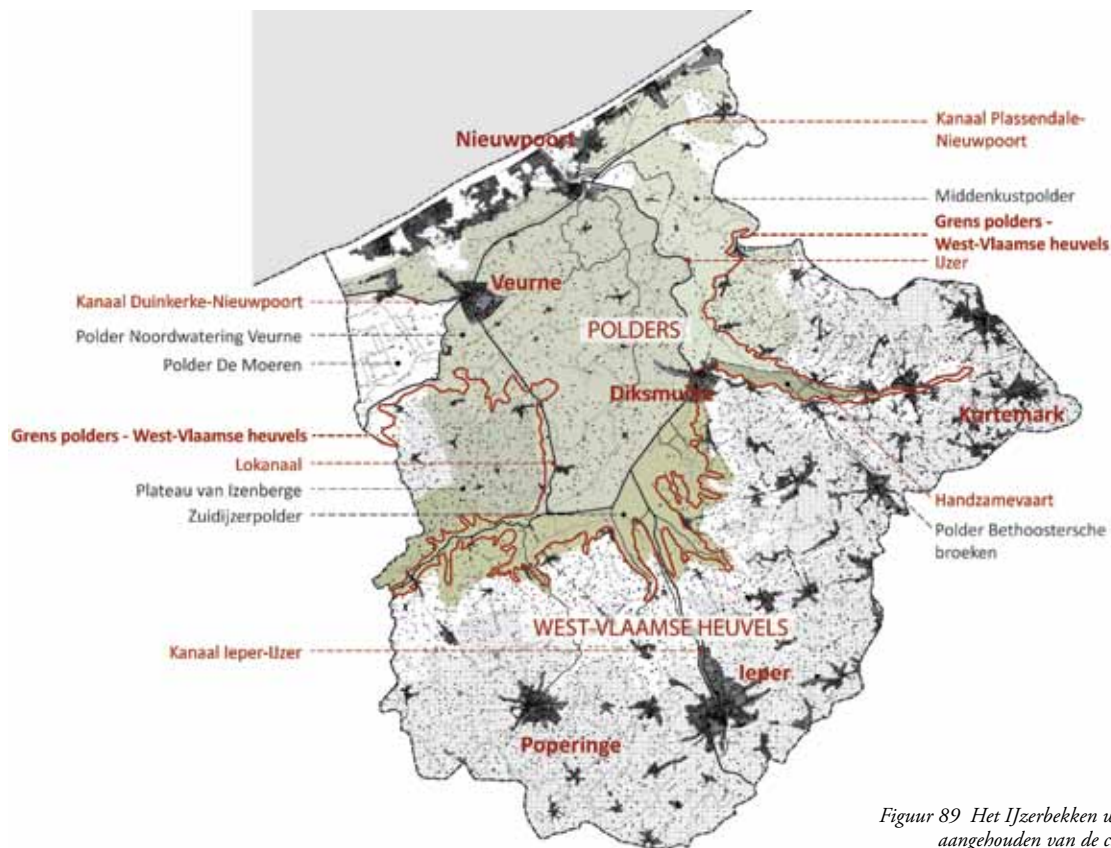 Nieuwpoort
Kanaal Plassendale-
Nieuwpoort
Middenkustpolder
Grens polders -
West-Vlaamse heuvels
IJzer
Veurne
Kanaal Duinkerke-Nieuwpoort
Polder Noordwatering Veurne
POLDERS
Polder De Moeren
Diksmuide
Kortemark
Grens polders - West-Vlaamse heuvels
Lokanaal
Plateau van Izenberge
Zuidijzerpolder
Handzamevaart
Polder Bethoostersche
broeken
WEST-VLAAMSE HEUVELS
Kanaal Ieper-IJzer
Ieper
Poperinge
Figuur 89 Het IJzerbekken
aangehouden van de